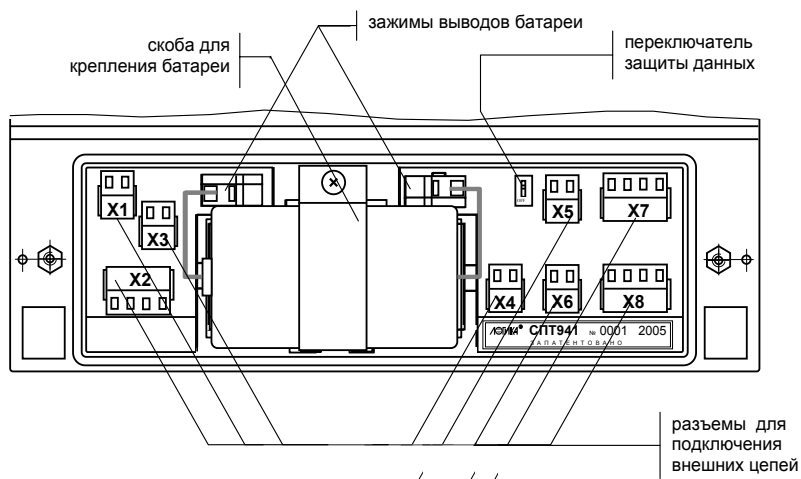 зажимы выводов батареи
скоба для
крепления батареи
переключатель
защиты данных
X1
X3
X2
X5
X7
X4
X6
X8
ЛОГИКА СПТ941 № 0001 2005
ЗАПАТЕНТОВАНО
разъемы для
подключения
внешних цепей